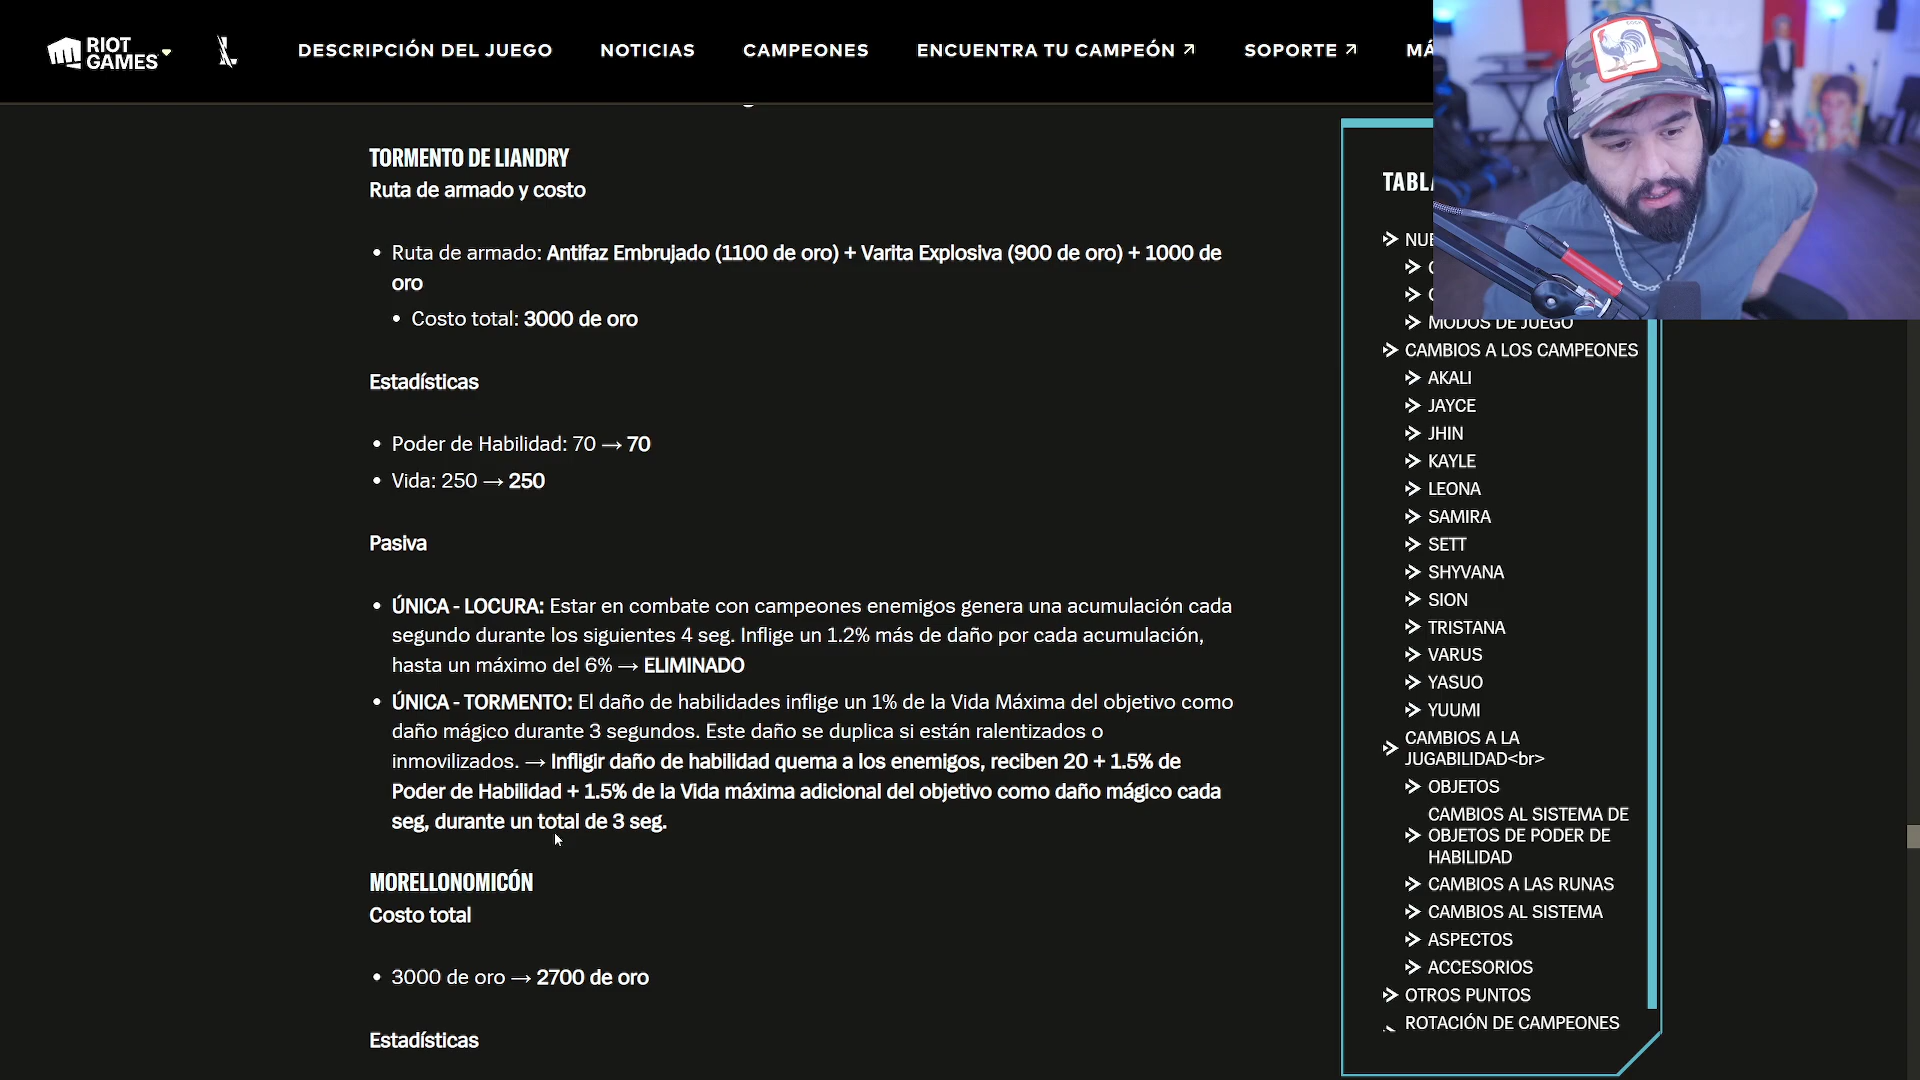 RIOT
GAMES
DESCRIPCIÓN DEL JUEGO
NOTICIAS
CAMPEONES
ENCUENTRA TU CAMPEÓN
SOPORTE
MÁ
TORMENTO DE LIANDRY
Ruta de armado y costo
• Ruta de armado: Antifaz Embrujado (1100 de oro) + Varita Explosiva (900 de oro) + 1000 de
oro
• Costo total: 3000 de oro
Estadísticas
• Poder de Habilidad: 70 → 70
• Vida: 250 → 250
Pasiva
• ÚNICA - LOCURA: Estar en combate con campeones enemigos genera una acumulación cada
segundo durante los siguientes 4 seg. Inflige un 1.2% más de daño por cada acumulación,
hasta un máximo del 6% → ELIMINADO
• ÚNICA - TORMENTO: El daño de habilidades inflige un 1% de la Vida Máxima del objetivo como
daño mágico durante 3 segundos. Este daño se duplica si están ralentizados o
inmovilizados. → Infligir daño de habilidad quema a los enemigos, reciben 20 + 1.5% de
Poder de Habilidad + 1.5% de la Vida máxima adicional del objetivo como daño mágico cada
seg, durante un total de 3 seg.
MORELLONOMICÓN
Costo total
• 3000 de oro → 2700 de oro
Estadísticas
TABL
NUE
MODOS DE JUEGO
CAMBIOS A LOS CAMPEONES
AKALI
JAYCE
JHIN
KAYLE
LEONA
SAMIRA
SETT
SHYVANA
SION
TRISTANA
VARUS
YASUO
YUUMI
CAMBIOS A LA
JUGABILIDAD<br>
OBJETOS
CAMBIOS AL SISTEMA DE
OBJETOS DE PODER DE
HABILIDAD
CAMBIOS A LAS RUNAS
CAMBIOS AL SISTEMA
ASPECTOS
ACCESORIOS
OTROS PUNTOS
ROTACIÓN DE CAMPEONES